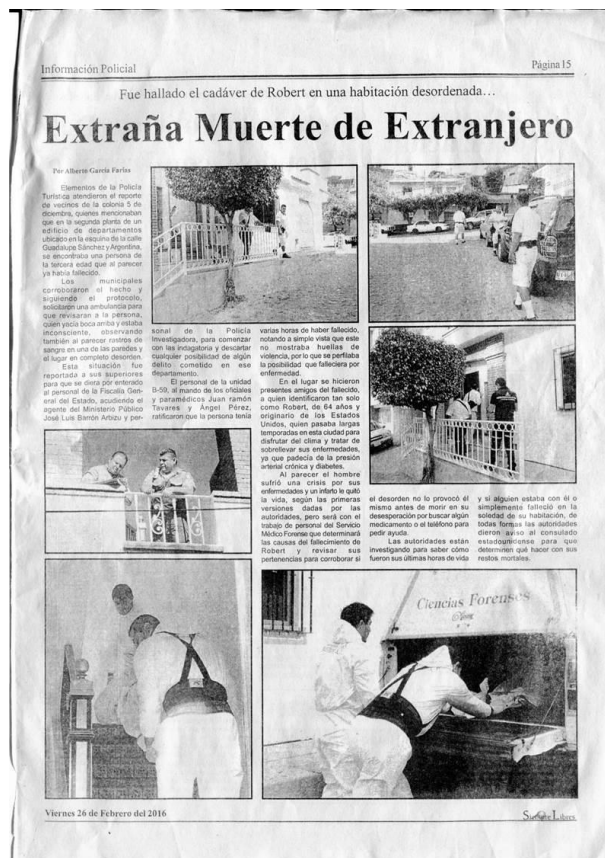 Información Policial
Página 15
Fue hallado el cadáver de Robert en una habitación desordenada...
Extraña Muerte de Extranjero
Por Alberto García Farías
Elementos de la Policía
Turística atendieron el reporte
de vecinos de la colonia 5 de
diciembre, quienes mencionaban
que en la segunda planta de un
edificio de departamentos
ubicado en la esquina de la calle
Guadalupe Sánchez y Argentina,
se encontraba una persona de
la tercera edad que al parecer
ya había fallecido.
Los municipales
corroboraron el hecho y
siguiendo el protocolo,
solicitaron una ambulancia para
que revisaran a la persona,
quien yacía boca arriba y estaba
inconsciente, observando
también al parecer rastros de
sangre en una de las paredes y
el lugar en completo desorden.
Esta situación fue
reportada a sus superiores
para que se diera por enterado
al personal de la Fiscalía Gene-
ral del Estado, acudiendo el
agente del Ministerio Público
José Luis Barrón Arbizu y per-
sonal de la Policía
Investigadora, para comenzar
con las indagatoria y descartar
cualquier posibilidad de algún
delito cometido en ese
departamento.
El personal de la unidad
B-59, al mando de los oficiales
y paramédicos Juan ramón
Tavares y Ángel Pérez,
ratificaron que la persona tenía
varias horas de haber fallecido,
notando a simple vista que este
no mostraba huellas de
violencia, por lo que se perfilaba
la posibilidad que falleciera por
enfermedad.
En el lugar se hicieron
presentes amigos del fallecido,
a quien identificaron tan solo
como Robert, de 64 años y
originario de los Estados
Unidos, quien pasaba largas
temporadas en esta ciudad para
disfrutar del clima y tratar de
sobrellevar sus enfermedades,
ya que padecía de la presión
arterial crónica y diabetes.
Al parecer el hombre
sufrió una crisis por sus
enfermedades y un infarto le quitó
la vida, según las primeras
versiones dadas por las
autoridades, pero será con el
trabajo de personal del Servicio
Médico Forense que determinará
las causas del fallecimiento de
Robert y revisar sus
pertenencias para corroborar si
el desorden no lo provocó él
mismo antes de morir en su
desesperación por buscar algún
medicamento o el teléfono para
pedir ayuda.
Las autoridades están
investigando para saber cómo
fueron sus últimas horas de vida
y si alguien estaba con él o
simplemente falleció en la
soledad de su habitación, de
todas formas las autoridades
dieron aviso al consulado
estadounidense para que
determinen qué hacer con sus
restos mortales.
Ciencias Forenses
Viernes 26 de Febrero del 2016
Siempre Libres